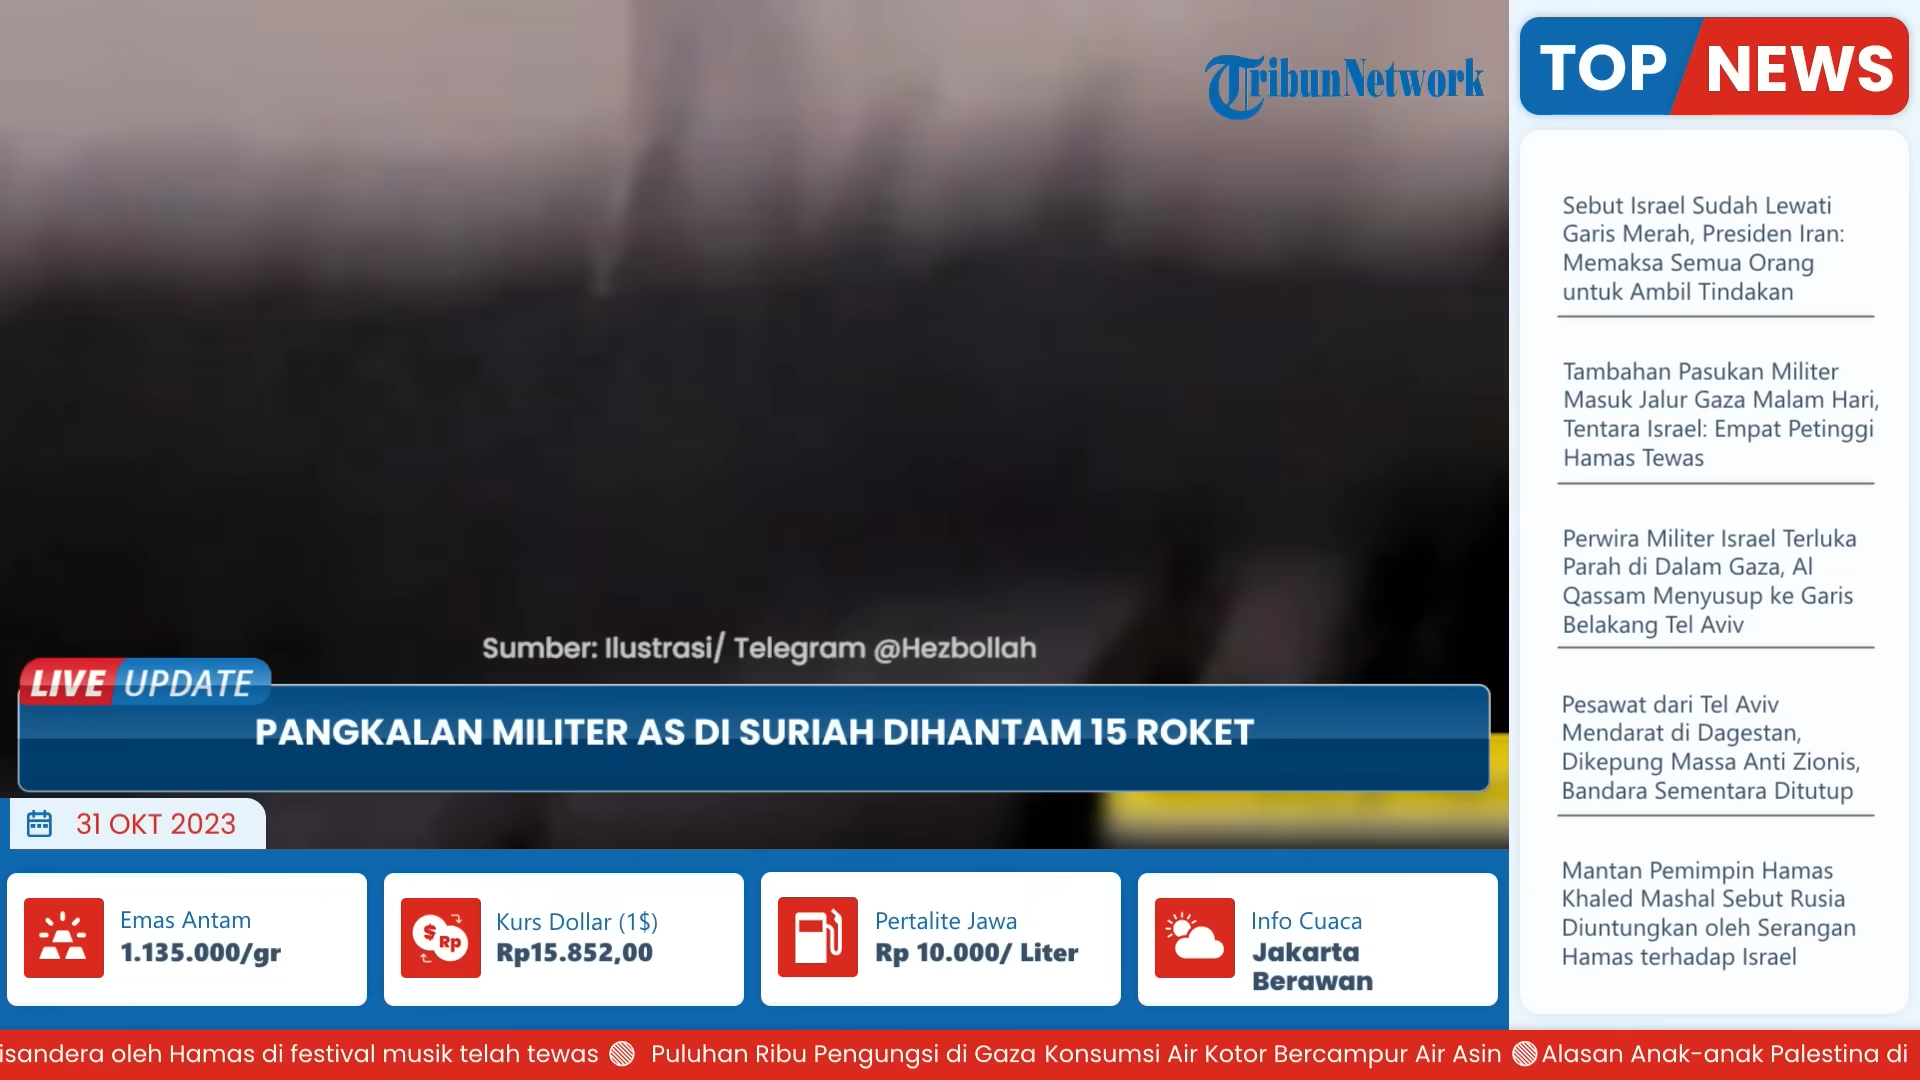 TribunNetwork
TOP NEWS
Sebut Israel Sudah Lewati
Garis Merah, Presiden Iran:
Memaksa Semua Orang
untuk Ambil Tindakan
Tambahan Pasukan Militer
Masuk Jalur Gaza Malam Hari,
Tentara Israel: Empat Petinggi
Hamas Tewas
Perwira Militer Israel Terluka
Parah di Dalam Gaza, Al
Qassam Menyusup ke Garis
Belakang Tel Aviv
Pesawat dari Tel Aviv
Mendarat di Dagestan,
Dikepung Massa Anti Zionis,
Bandara Sementara Ditutup
Mantan Pemimpin Hamas
Khaled Mashal Sebut Rusia
Diuntungkan oleh Serangan
Hamas terhadap Israel
Sumber: Ilustrasi/ Telegram @Hezbollah
LIVE UPDATE
PANGKALAN MILITER AS DI SURIAH DIHANTAM 15 ROKET
31 OKT 2023
Emas Antam
1.135.000/gr
$ Rp
Kurs Dollar (1$)
Rp15.852,00
Pertalite Jawa
Rp 10.000/ Liter
Info Cuaca
Jakarta
Berawan
isandera oleh Hamas di festival musik telah tewas Puluhan Ribu Pengungsi di Gaza Konsumsi Air Kotor Bercampur Air Asin Alasan Anak-anak Palestina di